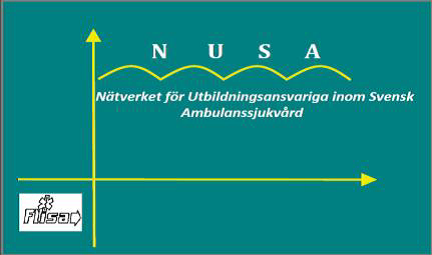 N U S A
Nätverket för Utbildningsansvariga inom Svensk
Ambulanssjukvård
Flisa